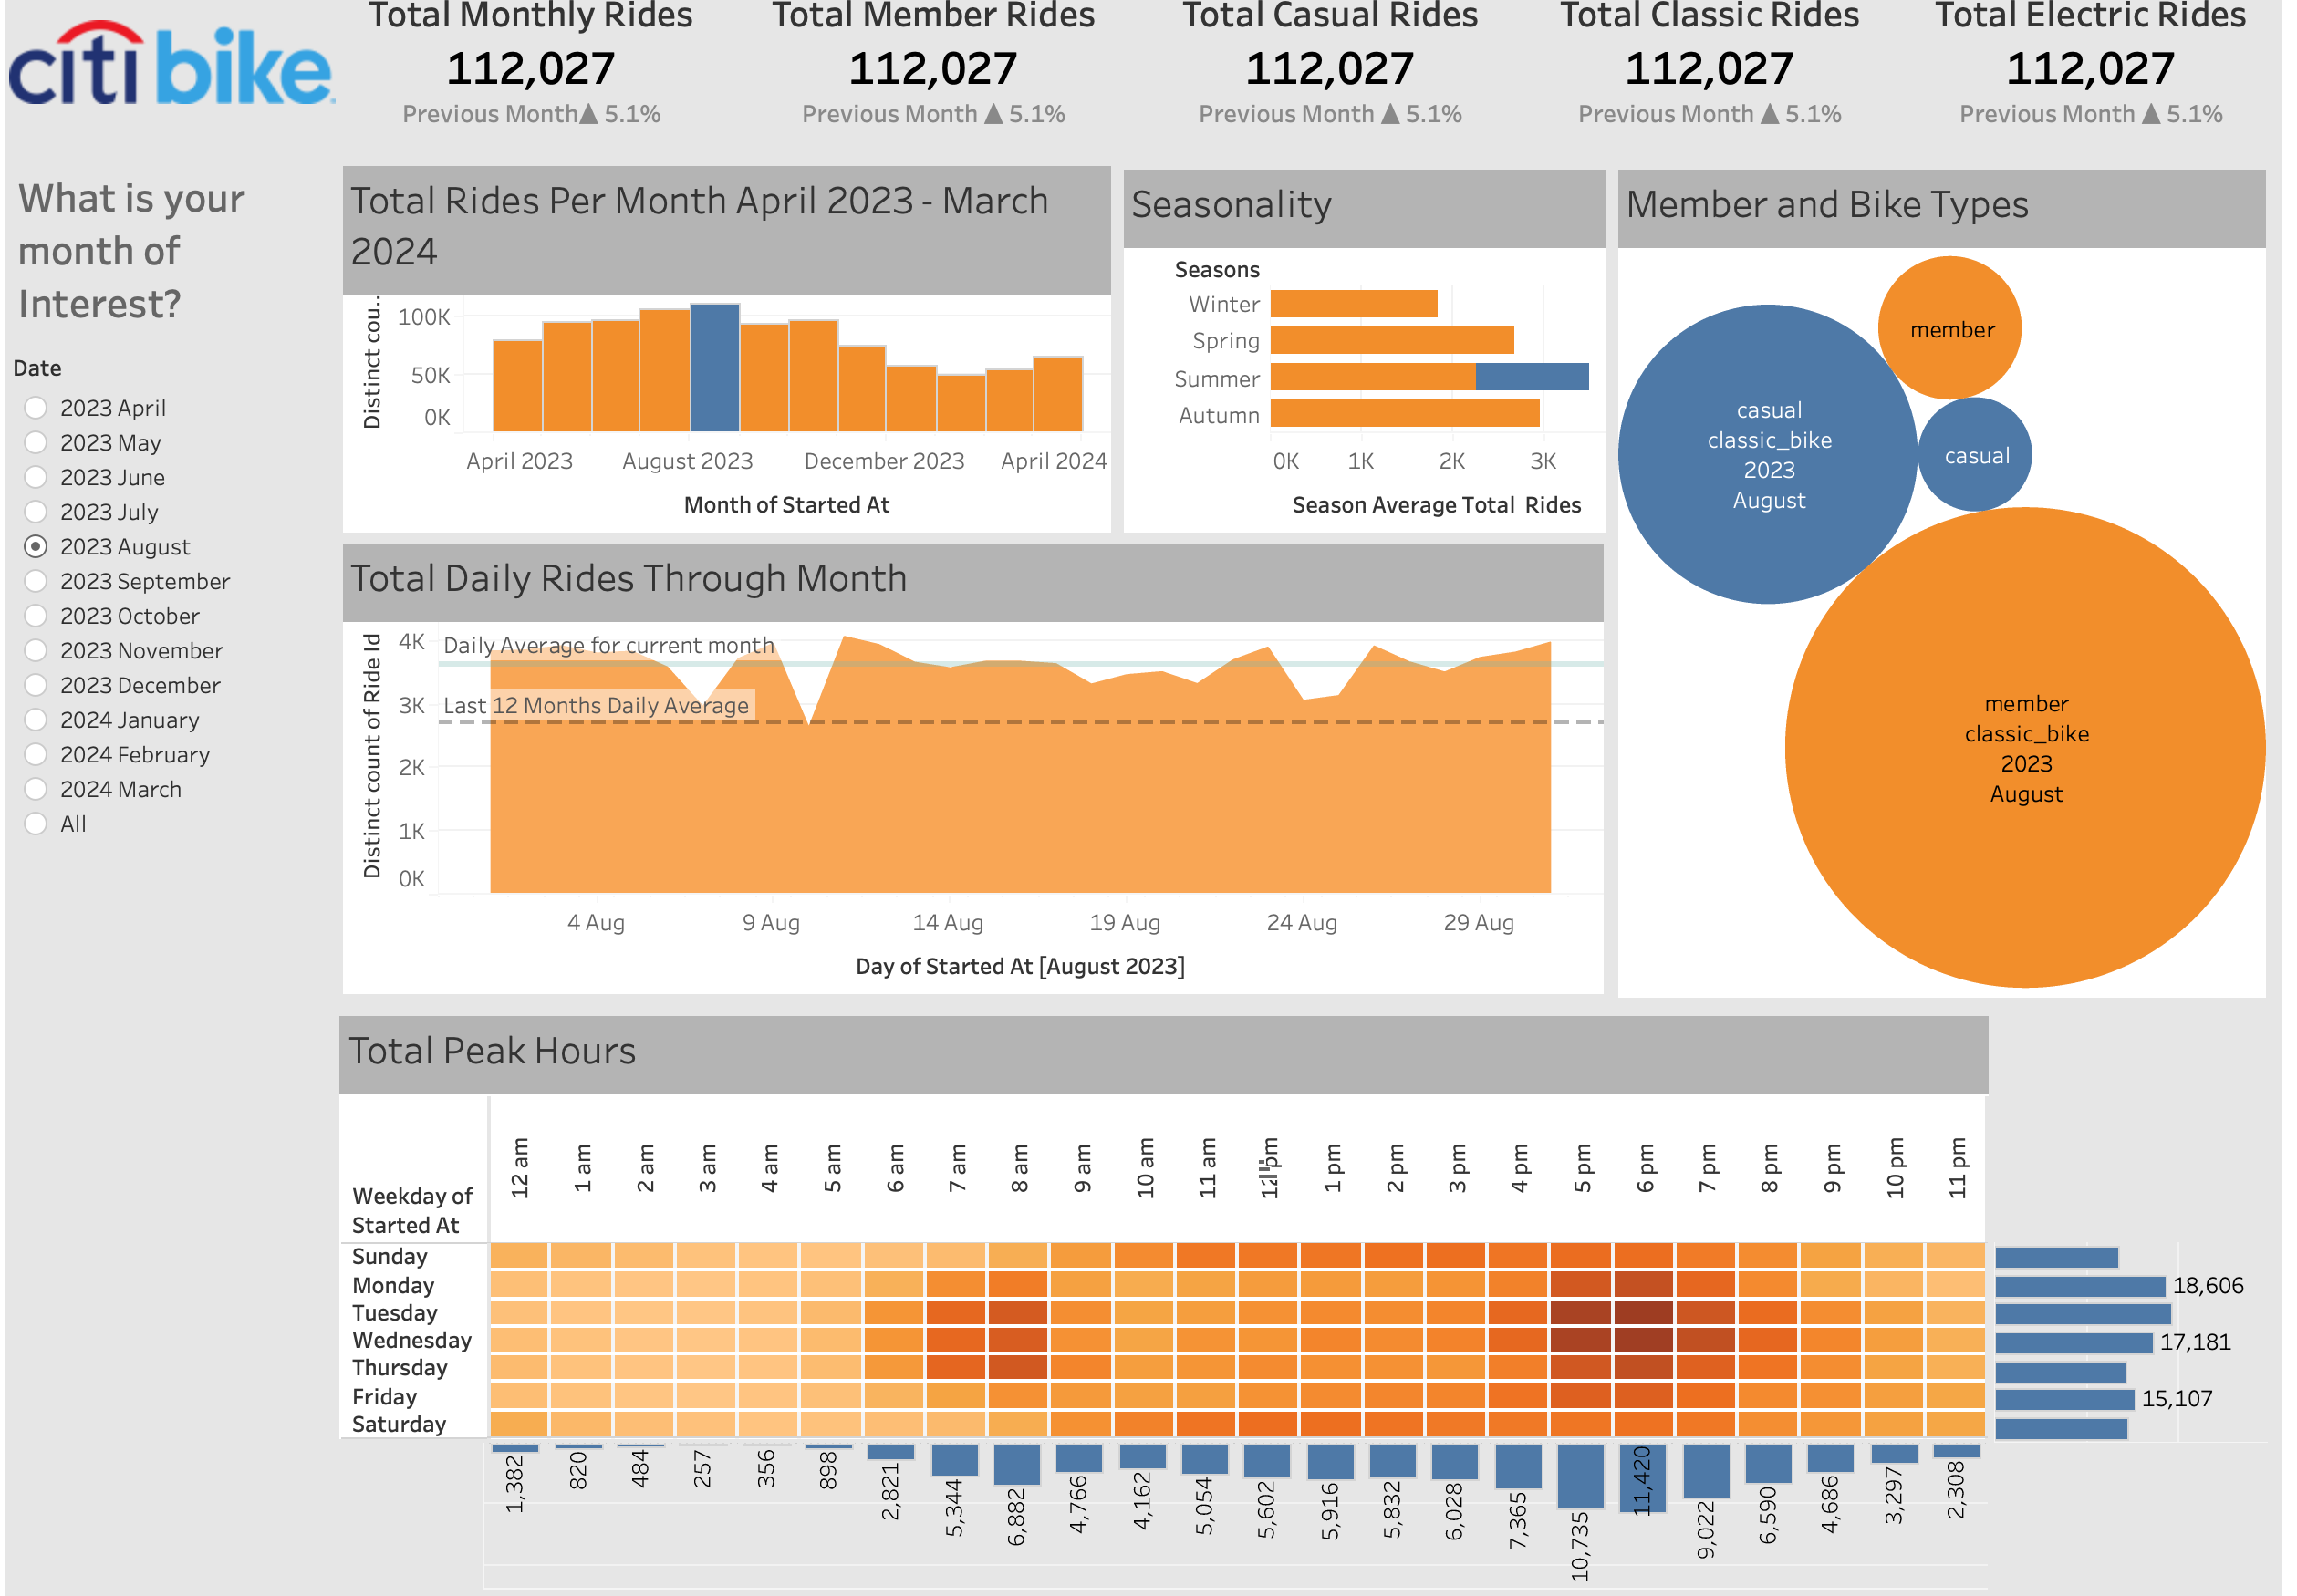 citi bike
Total Monthly Rides
112,027
Previous Month▲ 5.1%
Total Member Rides
112,027
Previous Month ▲ 5.1%
Total Casual Rides
112,027
Previous Month ▲ 5.1%
Total Classic Rides
112,027
Previous Month ▲ 5.1%
Total Electric Rides
112,027
Previous Month ▲ 5.1%
What is your
month of
Interest?
Date
2023 April
2023 May
2023 June
2023 July
2023 August
2023 September
2023 October
2023 November
2023 December
2024 January
2024 February
2024 March
All
Total Rides Per Month April 2023 - March
2024
Distinct cou..
100K
50K
0K
April 2023
August 2023
December 2023
April 2024
Month of Started At
Seasonality
Seasons
Winter
Spring
Summer
Autumn
0K
1K
2K
3K
Season Average Total Rides
Member and Bike Types
member
casual
classic_bike
2023
August
casual
member
classic_bike
2023
August
Total Daily Rides Through Month
Distinct count of Ride Id
4K
3K
2K
1K
0K
Daily Average for current month
Last 12 Months Daily Average
4 Aug
9 Aug
14 Aug
19 Aug
24 Aug
29 Aug
Day of Started At [August 2023]
Total Peak Hours
Weekday of
Started At
12 am
1 am
2 am
3 am
4 am
5 am
6 am
7 am
8 am
9 am
10 am
11 am
12 pm
1 pm
2 pm
3 pm
4 pm
5 pm
6 pm
7 pm
8 pm
9 pm
10 pm
11 pm
Sunday
Monday
18,606
Tuesday
Wednesday
17,181
Thursday
Friday
15,107
Saturday
1,382
820
484
257
356
898
2,821
5,344
6,882
4,766
4,162
5,054
5,602
5,916
5,832
6,028
7,365
10,735
11,420
9,022
6,590
4,686
3,297
2,308